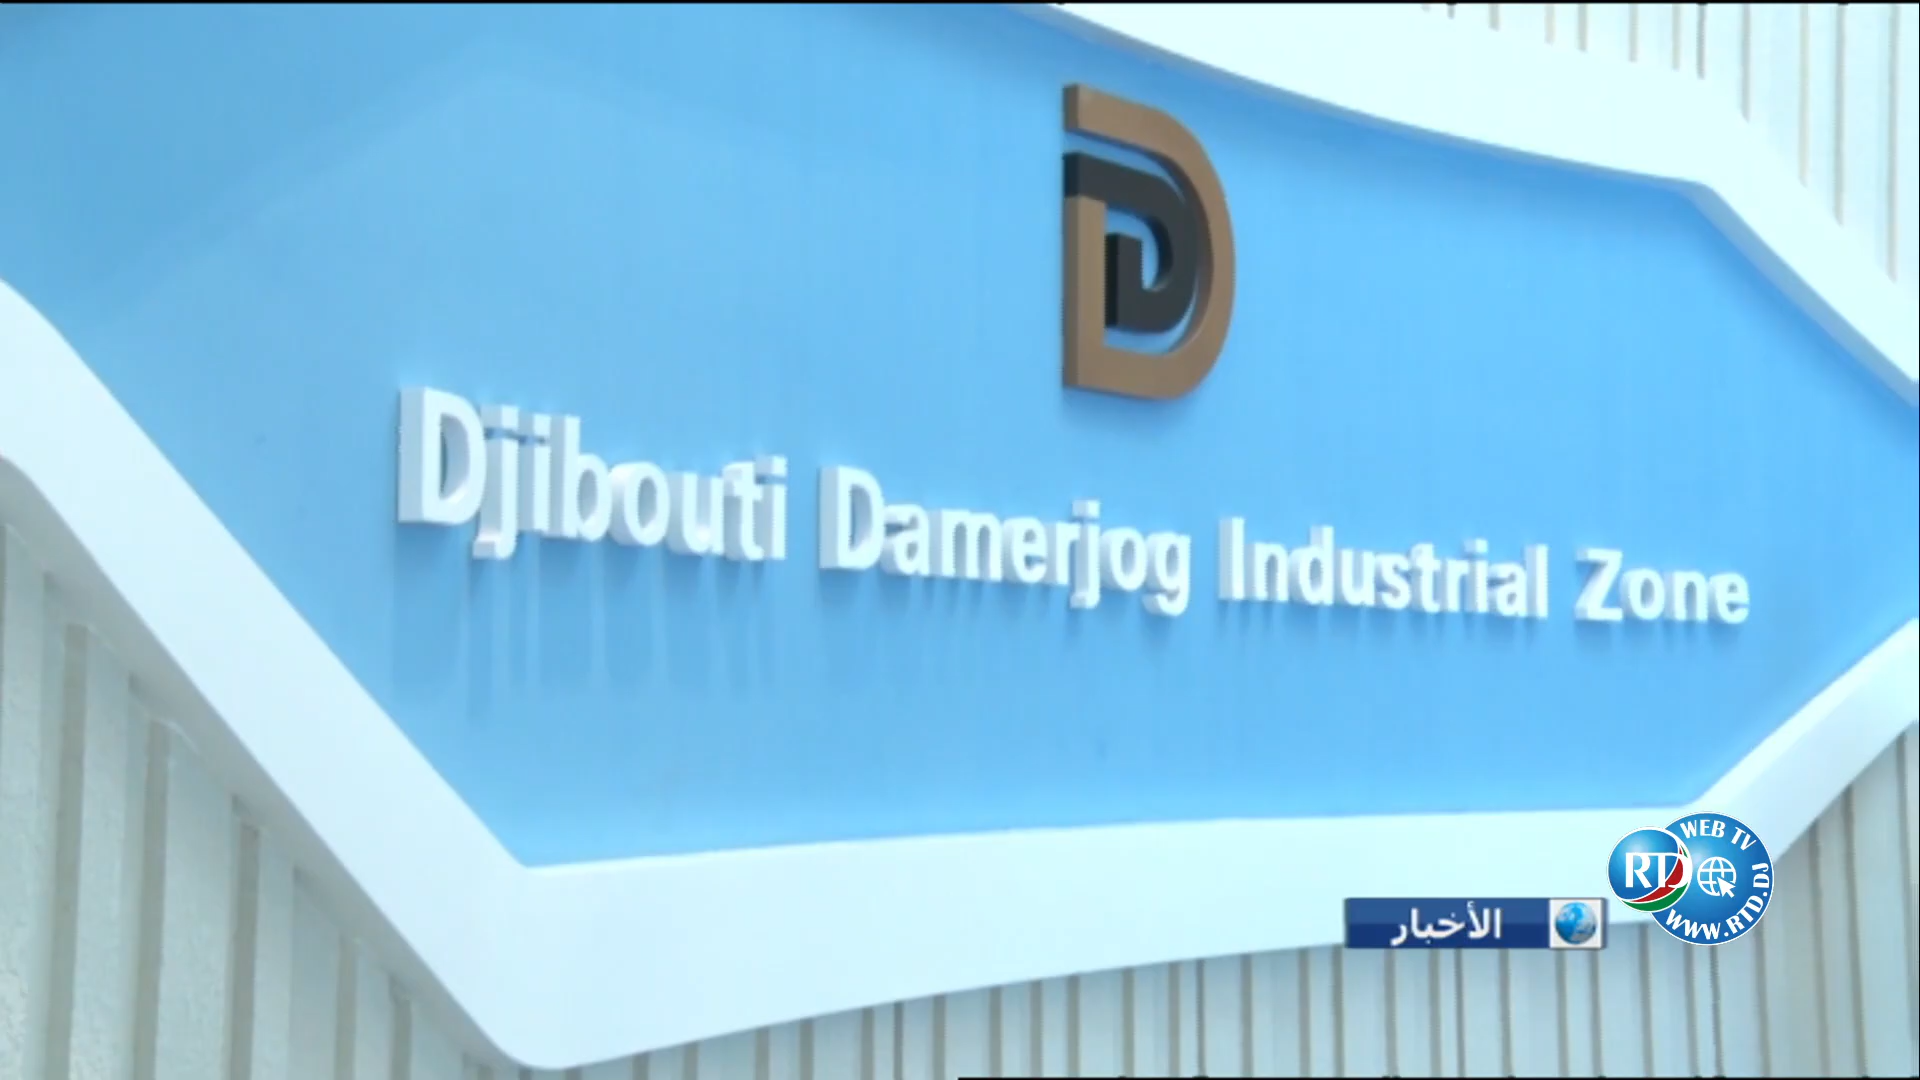 Djibouti Damerjog Industrial Zone
WEB TV
RTD
WWW.RTD.DJ
الأخبار